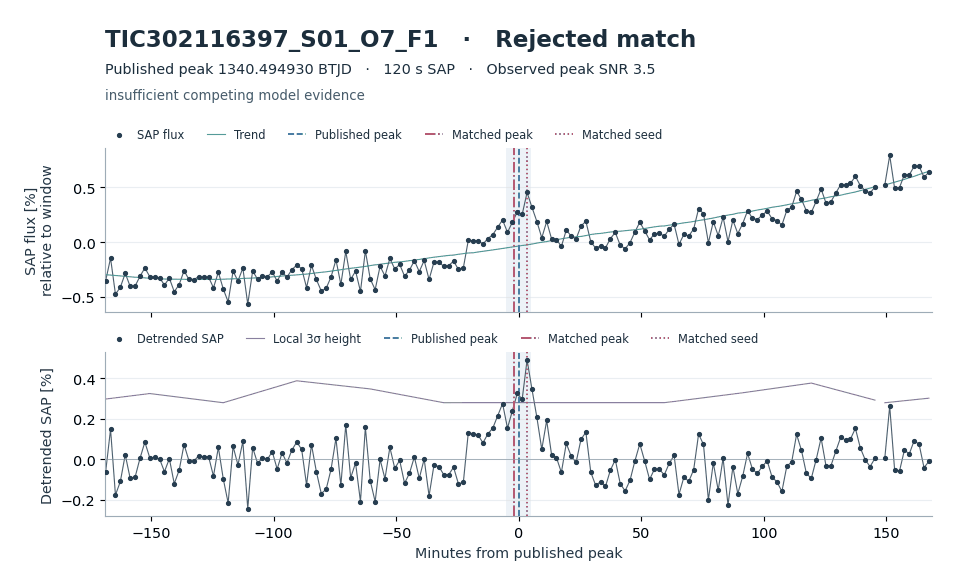 TIC302116397_S01_O7_F1 · Rejected match
Published peak 1340.494930 BTJD · 120 s SAP · Observed peak SNR 3.5
insufficient competing model evidence
SAP flux Trend Published peak Matched peak Matched seed
SAP flux [%]
relative to window
0.5
0.0
−0.5
Detrended SAP Local 3σ height Published peak Matched peak Matched seed
Detrended SAP [%]
0.4
0.2
0.0
−0.2
−150 −100 −50 0 50 100 150
Minutes from published peak